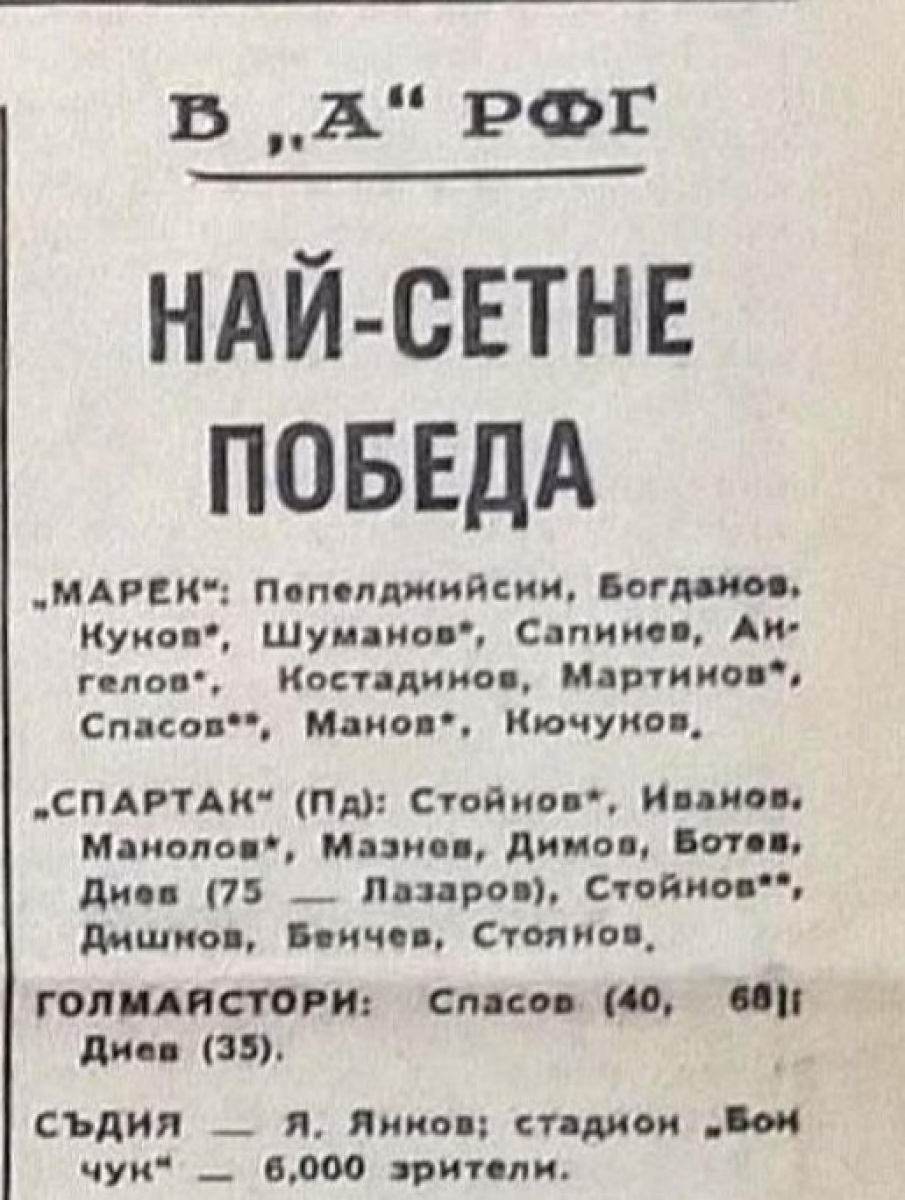 В „А“ РФГ
НАЙ-СЕТНЕ
ПОБЕДА
„МАРЕК“: Пепелджийски, Богданов,
Куков*, Шуманов*, Сапинев, Ан-
гелов*, Костадинов, Мартинов*,
Спасов**, Манов*, Кючуков.
„СПАРТАК“ (Пд): Стойнов*, Иванов,
Манолов*, Мазнев, Димов, Ботев,
Диев (75 — Лазаров), Стойнов**,
Дишков, Бенчев, Стоянов.
ГОЛМАЙСТОРИ: Спасов (40, 68);
Диев (35).
СЪДИЯ — Я. Янков; стадион „Бон
чук“ — 6,000 зрители.